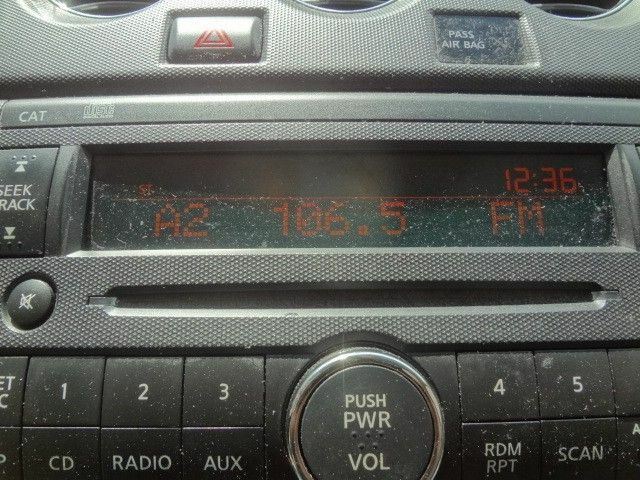 PASS
AIR BAG
CAT
SEEK
TRACK
12:36
ST
A2 106.5 FM
1 2 3
PUSH
PWR
VOL
4 5
CD RADIO AUX
RDM
RPT
SCAN